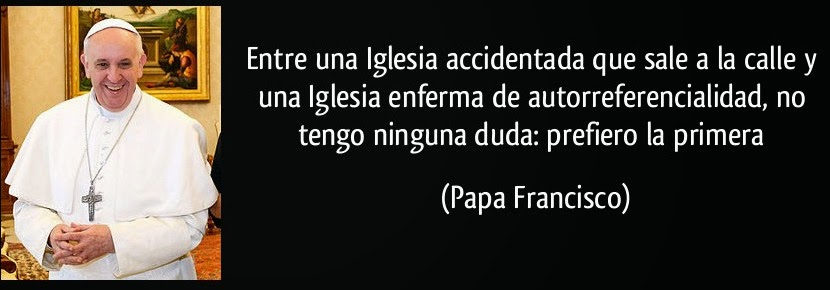 Entre una Iglesia accidentada que sale a la calle y
una Iglesia enferma de autorreferencialidad, no
tengo ninguna duda: prefiero la primera
(Papa Francisco)